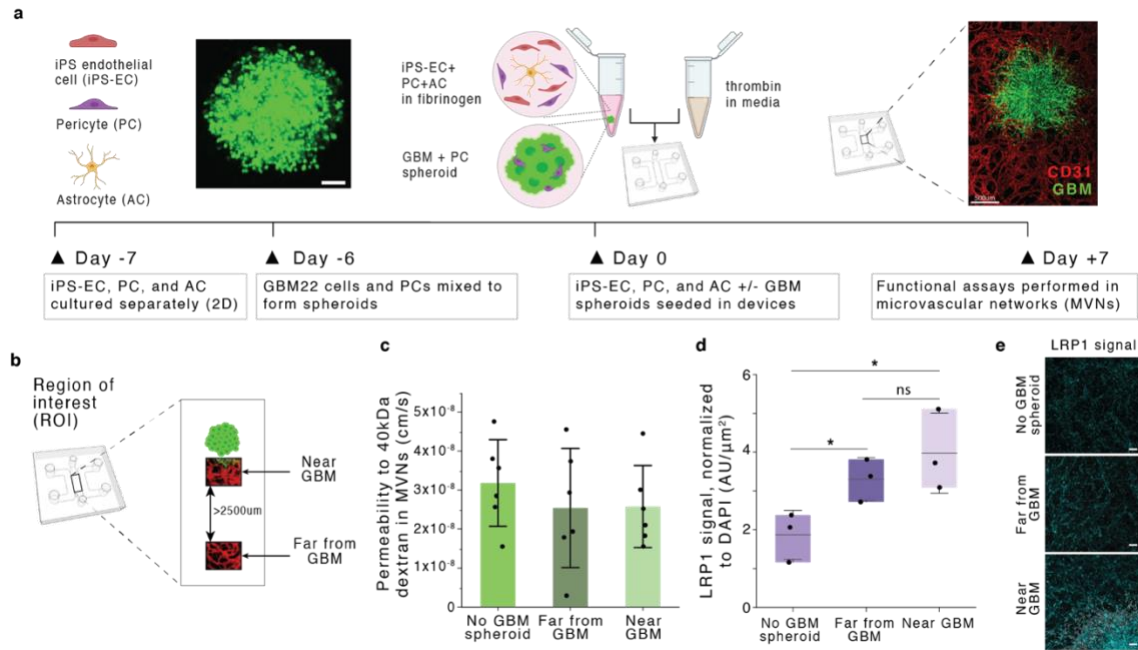 a
iPS endothelial
cell (iPS-EC)
Pericyte (PC)
Astrocyte (AC)
iPS-EC+
PC+AC
in fibrinogen
GBM + PC
spheroid
thrombin
in media
CD31
GBM
500um
▲ Day -7
▲ Day -6
▲ Day 0
▲ Day +7
iPS-EC, PC, and AC
cultured separately (2D)
GBM22 cells and PCs mixed to
form spheroids
iPS-EC, PC, and AC +/- GBM
spheroids seeded in devices
Functional assays performed in
microvascular networks (MVNs)
b
Region of
interest
(ROI)
Near
GBM
>2500um
Far from
GBM
c
Permeability to 40kDa
dextran in MVNs (cm/s)
5x10⁻⁸
4x10⁻⁸
3x10⁻⁸
2x10⁻⁸
1x10⁻⁸
0
No GBM
spheroid
Far from
GBM
Near
GBM
d
LRP1 signal, normalized
to DAPI (AU/µm²)
6
4
2
0
*
ns
*
No GBM
spheroid
Far from
GBM
Near GBM
e
LRP1 signal
No GBM
spheroid
Far from
GBM
Near
GBM